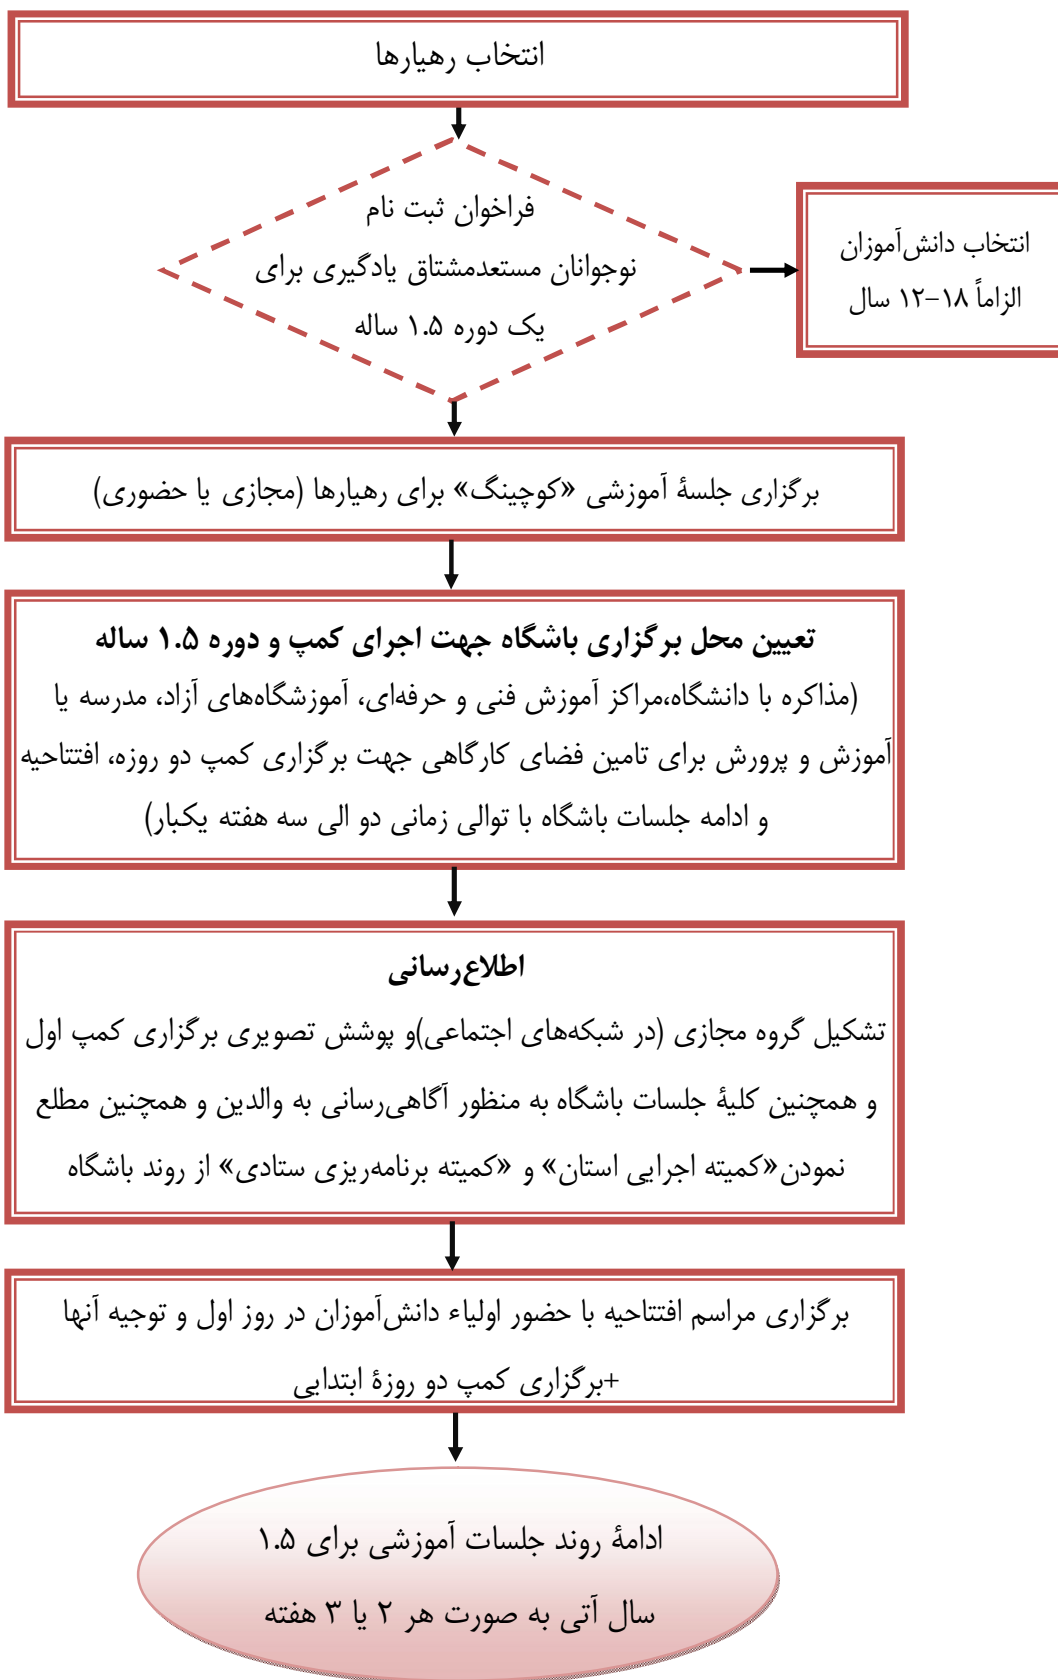 انتخاب رهیارها
فراخوان ثبت نام
نوجوانان مستعدمشتاق یادگیری برای
یک دوره ۱.۵ ساله
انتخاب دانش‌آموزان
الزاماً ۱۸-۱۲ سال
برگزاری جلسۀ آموزشی «کوچینگ» برای رهیارها (مجازی یا حضوری)
تعیین محل برگزاری باشگاه جهت اجرای کمپ و دوره ۱.۵ ساله
(مذاکره با دانشگاه،مراکز آموزش فنی و حرفه‌ای، آموزشگاه‌های آزاد، مدرسه یا
آموزش و پرورش برای تامین فضای کارگاهی جهت برگزاری کمپ دو روزه، افتتاحیه
و ادامه جلسات باشگاه با توالی زمانی دو الی سه هفته یکبار)
اطلاع‌رسانی
تشکیل گروه مجازی (در شبکه‌های اجتماعی)و پوشش تصویری برگزاری کمپ اول
و همچنین کلیۀ جلسات باشگاه به منظور آگاهی‌رسانی به والدین و همچنین مطلع
نمودن«کمیته اجرایی استان» و «کمیته برنامه‌ریزی ستادی» از روند باشگاه
برگزاری مراسم افتتاحیه با حضور اولیاء دانش‌آموزان در روز اول و توجیه آنها
+برگزاری کمپ دو روزۀ ابتدایی
ادامۀ روند جلسات آموزشی برای ۱.۵
سال آتی به صورت هر ۲ یا ۳ هفته